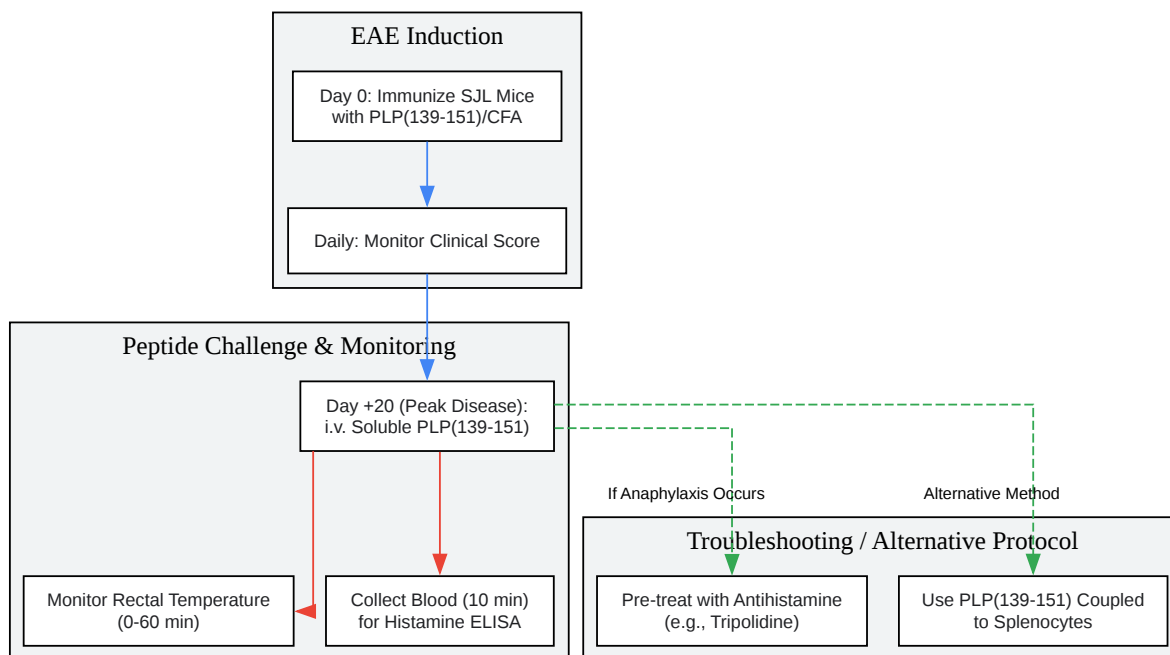 EAE Induction
Day 0: Immunize SJL Mice
with PLP(139-151)/CFA
Daily: Monitor Clinical Score
Peptide Challenge & Monitoring
Day +20 (Peak Disease):
i.v. Soluble PLP(139-151)
If Anaphylaxis Occurs
Alternative Method
Troubleshooting / Alternative Protocol
Monitor Rectal Temperature
(0-60 min)
Collect Blood (10 min)
for Histamine ELISA
Pre-treat with Antihistamine
(e.g., Tripolidine)
Use PLP(139-151) Coupled
to Splenocytes